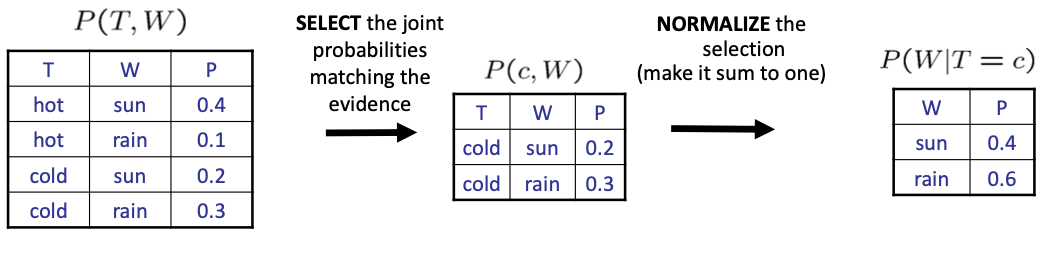 P(T, W)
T W P
hot sun 0.4
hot rain 0.1
cold sun 0.2
cold rain 0.3
SELECT the joint
probabilities
matching the
evidence
P(c, W)
T W P
cold sun 0.2
cold rain 0.3
NORMALIZE the
selection
(make it sum to one)
P(W|T = c)
W P
sun 0.4
rain 0.6